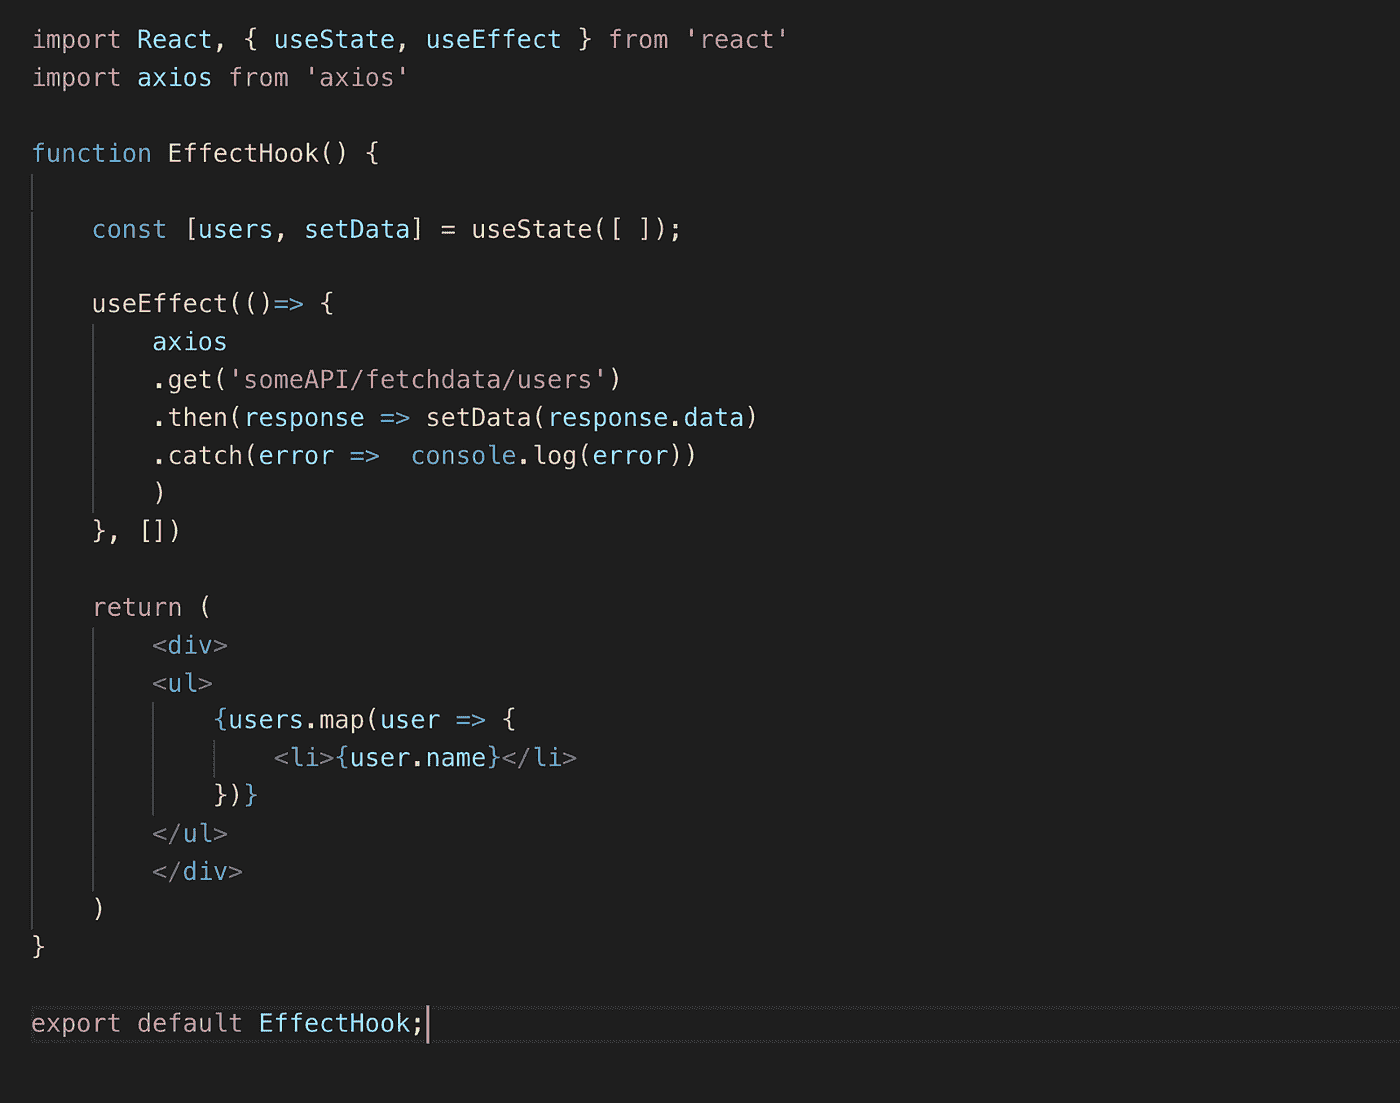 import React, { useState, useEffect } from 'react'
import axios from 'axios'
function EffectHook() {
const [users, setData] = useState([ ]);
useEffect(()=> {
axios
.get('someAPI/fetchdata/users')
.then(response => setData(response.data)
.catch(error =>  console.log(error))
)
}, [])
return (
<div>
<ul>
{users.map(user => {
<li>{user.name}</li>
})}
</ul>
</div>
)
}
export default EffectHook;